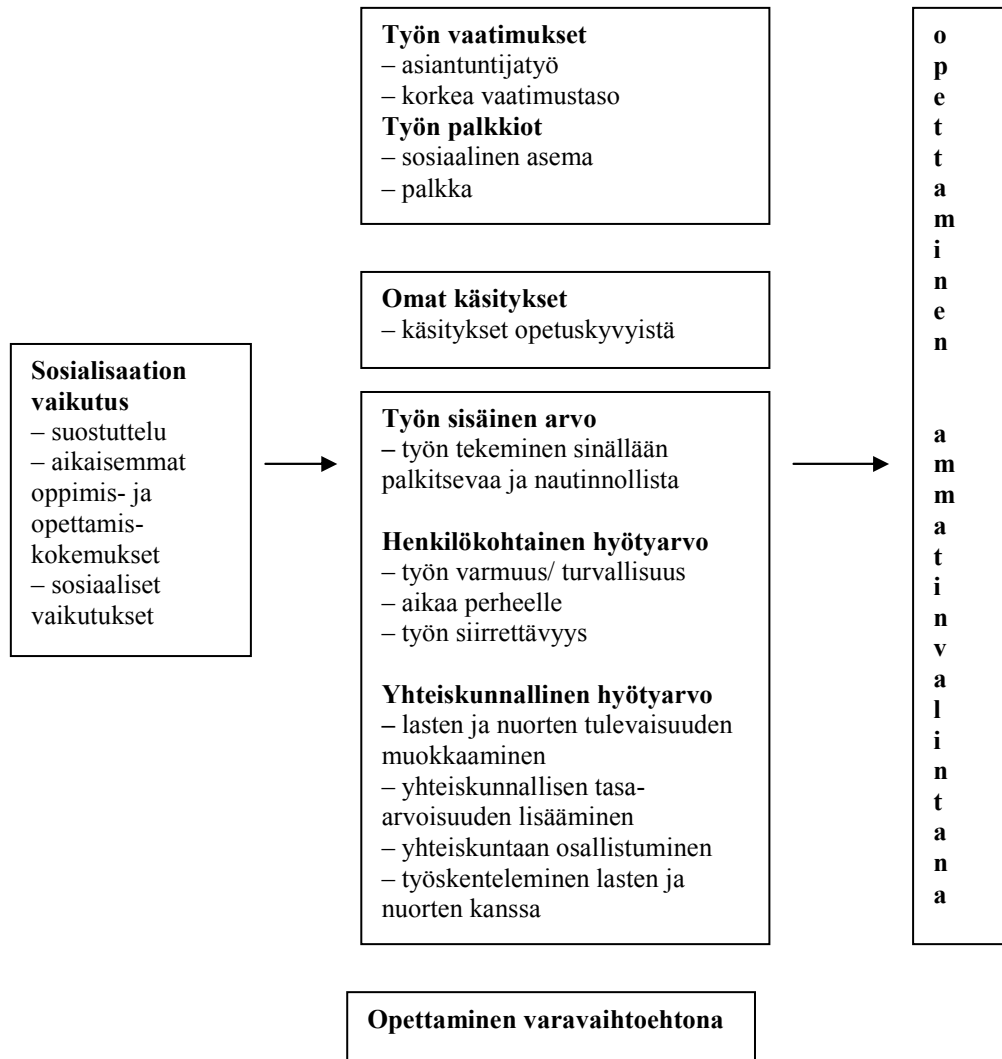 Sosialisaation
vaikutus
– suostuttelu
– aikaisemmat
oppimis- ja
opettamis-
kokemukset
– sosiaaliset
vaikutukset
Työn vaatimukset
– asiantuntijatyö
– korkea vaatimustaso
Työn palkkiot
– sosiaalinen asema
– palkka
Omat käsitykset
– käsitykset opetuskyvyistä
Työn sisäinen arvo
– työn tekeminen sinällään
palkitsevaa ja nautinnollista
Henkilökohtainen hyötyarvo
– työn varmuus/ turvallisuus
– aikaa perheelle
– työn siirrettävyys
Yhteiskunnallinen hyötyarvo
– lasten ja nuorten tulevaisuuden
muokkaaminen
– yhteiskunnallisen tasa-
arvoisuuden lisääminen
– yhteiskuntaan osallistuminen
– työskenteleminen lasten ja
nuorten kanssa
Opettaminen varavaihtoehtona
opettaminen ammatinvalintana